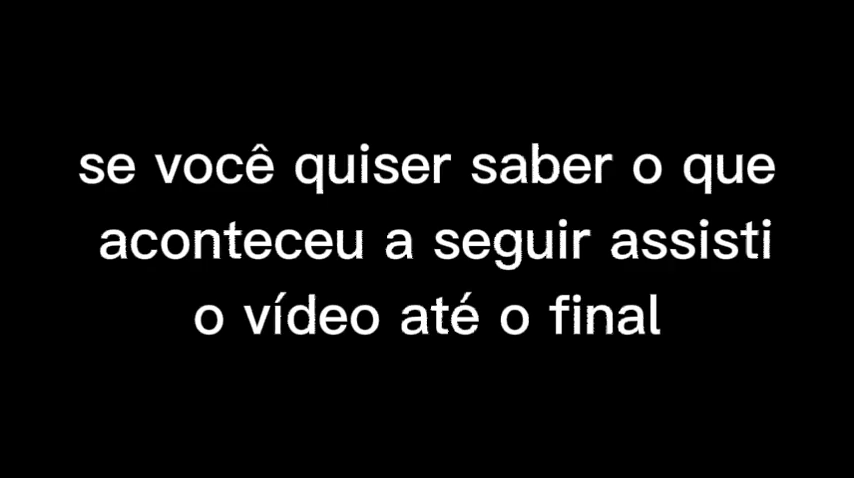 se você quiser saber o que
aconteceu a seguir assisti
o vídeo até o final